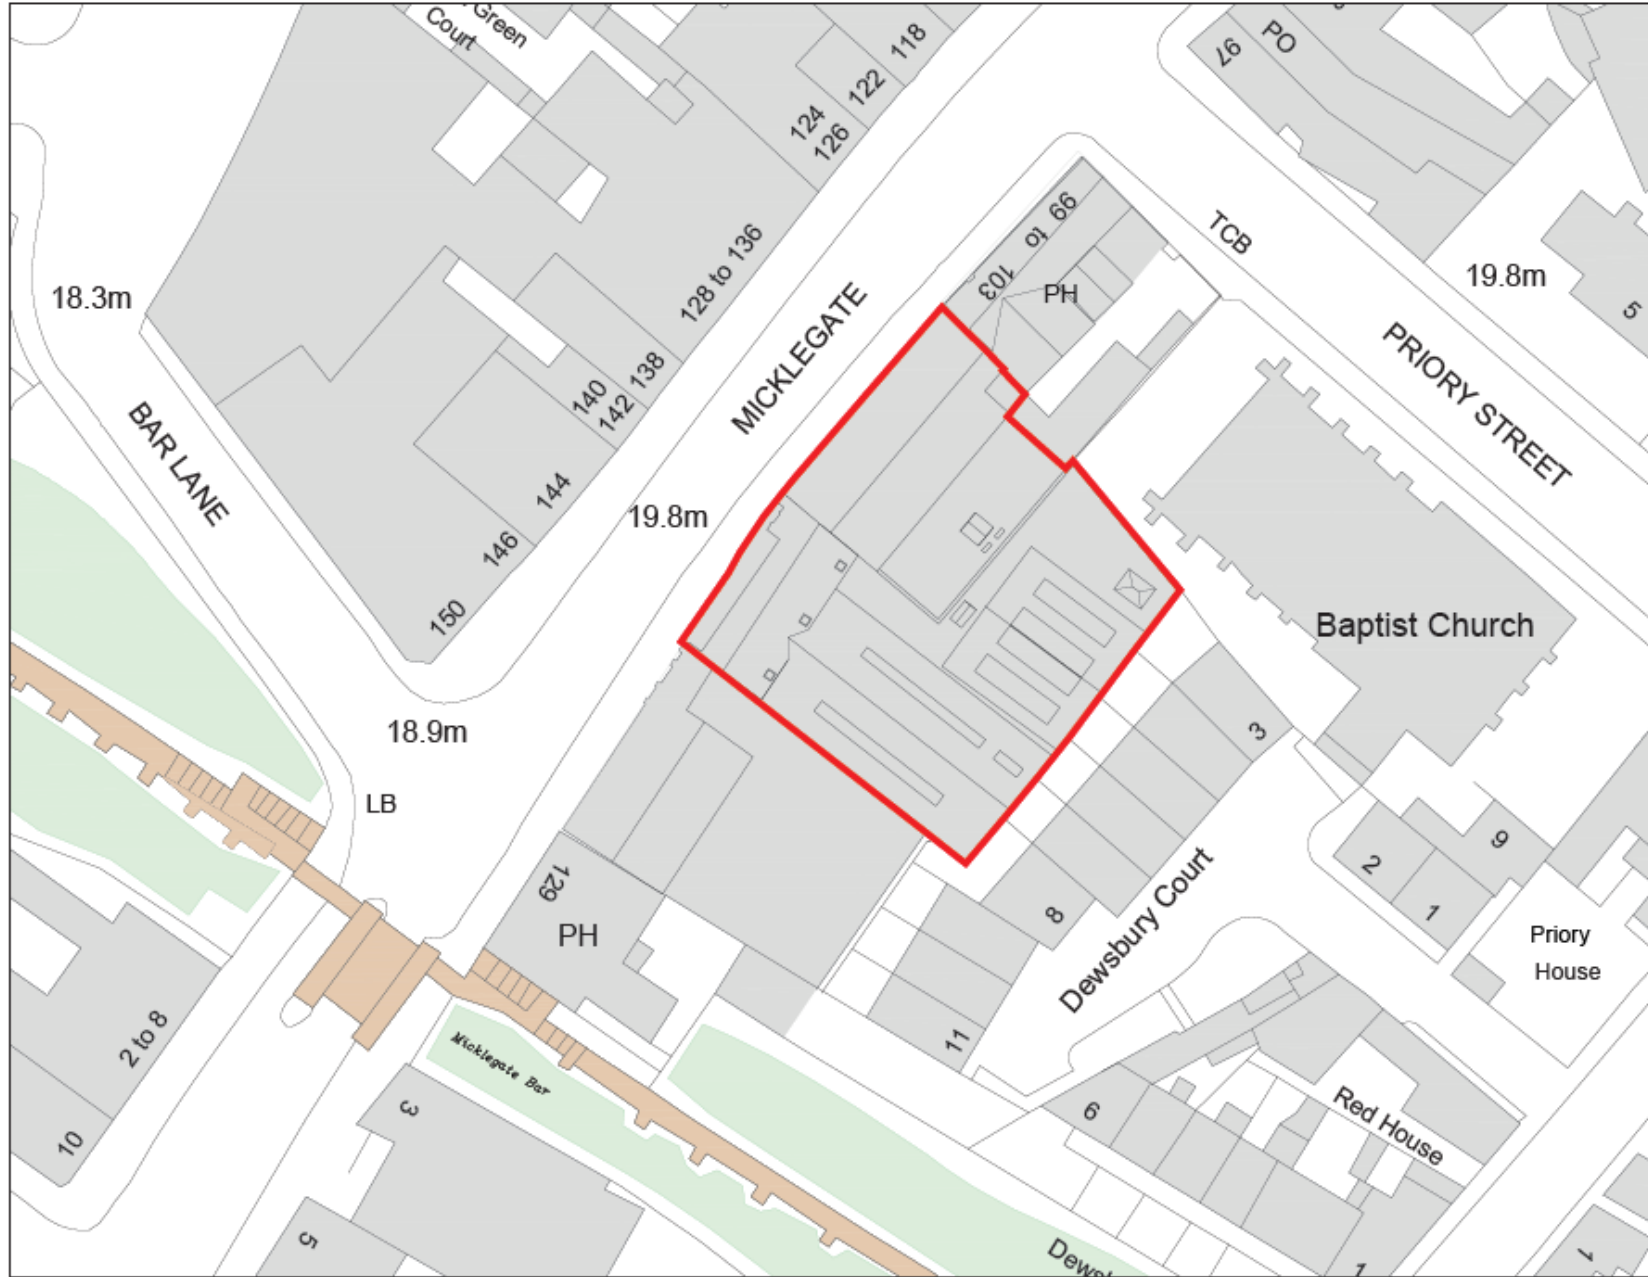 Green
Court
118
122
124
126
128 to 136
138
140
142
144
146
150
MICKLEGATE
BAR LANE
18.3m
19.8m
18.9m
LB
97
PO
TCB
PRIORY STREET
19.8m
5
99
to
103
PH
Baptist Church
3
8
11
Dewsbury Court
2
1
9
Priory
House
Red House
6
1
1
129
PH
Micklegate Bar
2 to 8
10
3
5